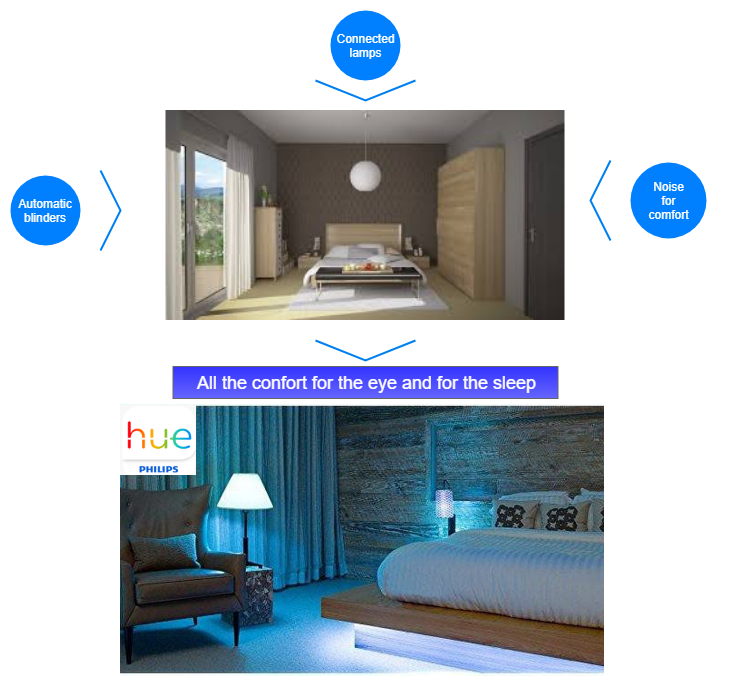 Connected
lamps
Automatic
blinders
Noise
for
comfort
All the confort for the eye and for the sleep
hue
PHILIPS